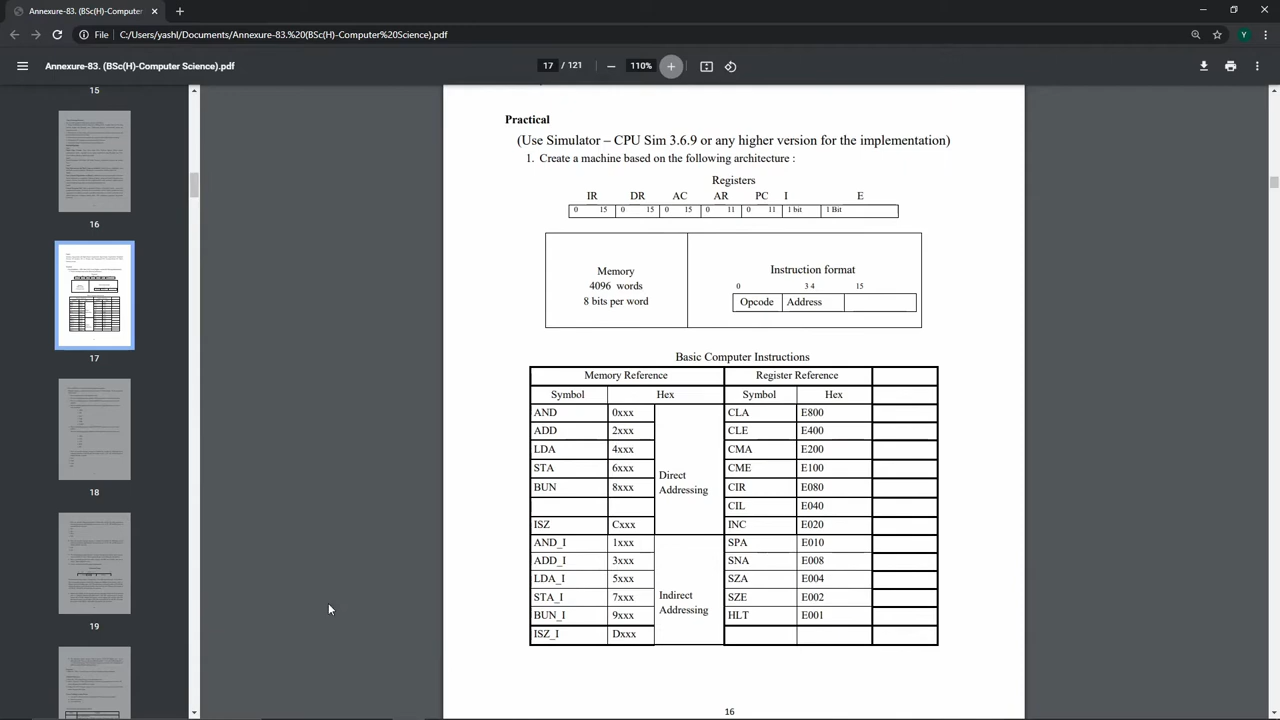 Annexure-83. (BSc(H)-Computer
File C:/Users/yashl/Documents/Annexure-83.%20(BSc(H)-Computer%20Science).pdf
Y
Annexure-83. (BSc(H)-Computer Science).pdf
17 / 121
110%
15
16
17
18
19
Practical
(Use Simulator – CPU Sim 3.6.9 or any higher version for the implementation)
1. Create a machine based on the following architecture :
Registers
IR DR AC AR PC I E
0 15 0 15 0 15 0 11 0 11 1 bit 1 Bit
Memory
4096 words
8 bits per word
Instruction format
0 3 4 15
Opcode Address
Basic Computer Instructions
Memory Reference Register Reference
Symbol Hex Symbol Hex
AND 0xxx CLA E800
ADD 2xxx CLE E400
LDA 4xxx CMA E200
STA 6xxx CME E100
Direct
Addressing
BUN 8xxx CIR E080
CIL E040
ISZ Cxxx INC E020
AND_I 1xxx SPA E010
ADD_I 3xxx SNA E008
LDA_I 5xxx SZA E004
Indirect
Addressing
STA_I 7xxx SZE E002
BUN_I 9xxx HLT E001
ISZ_I Dxxx
16